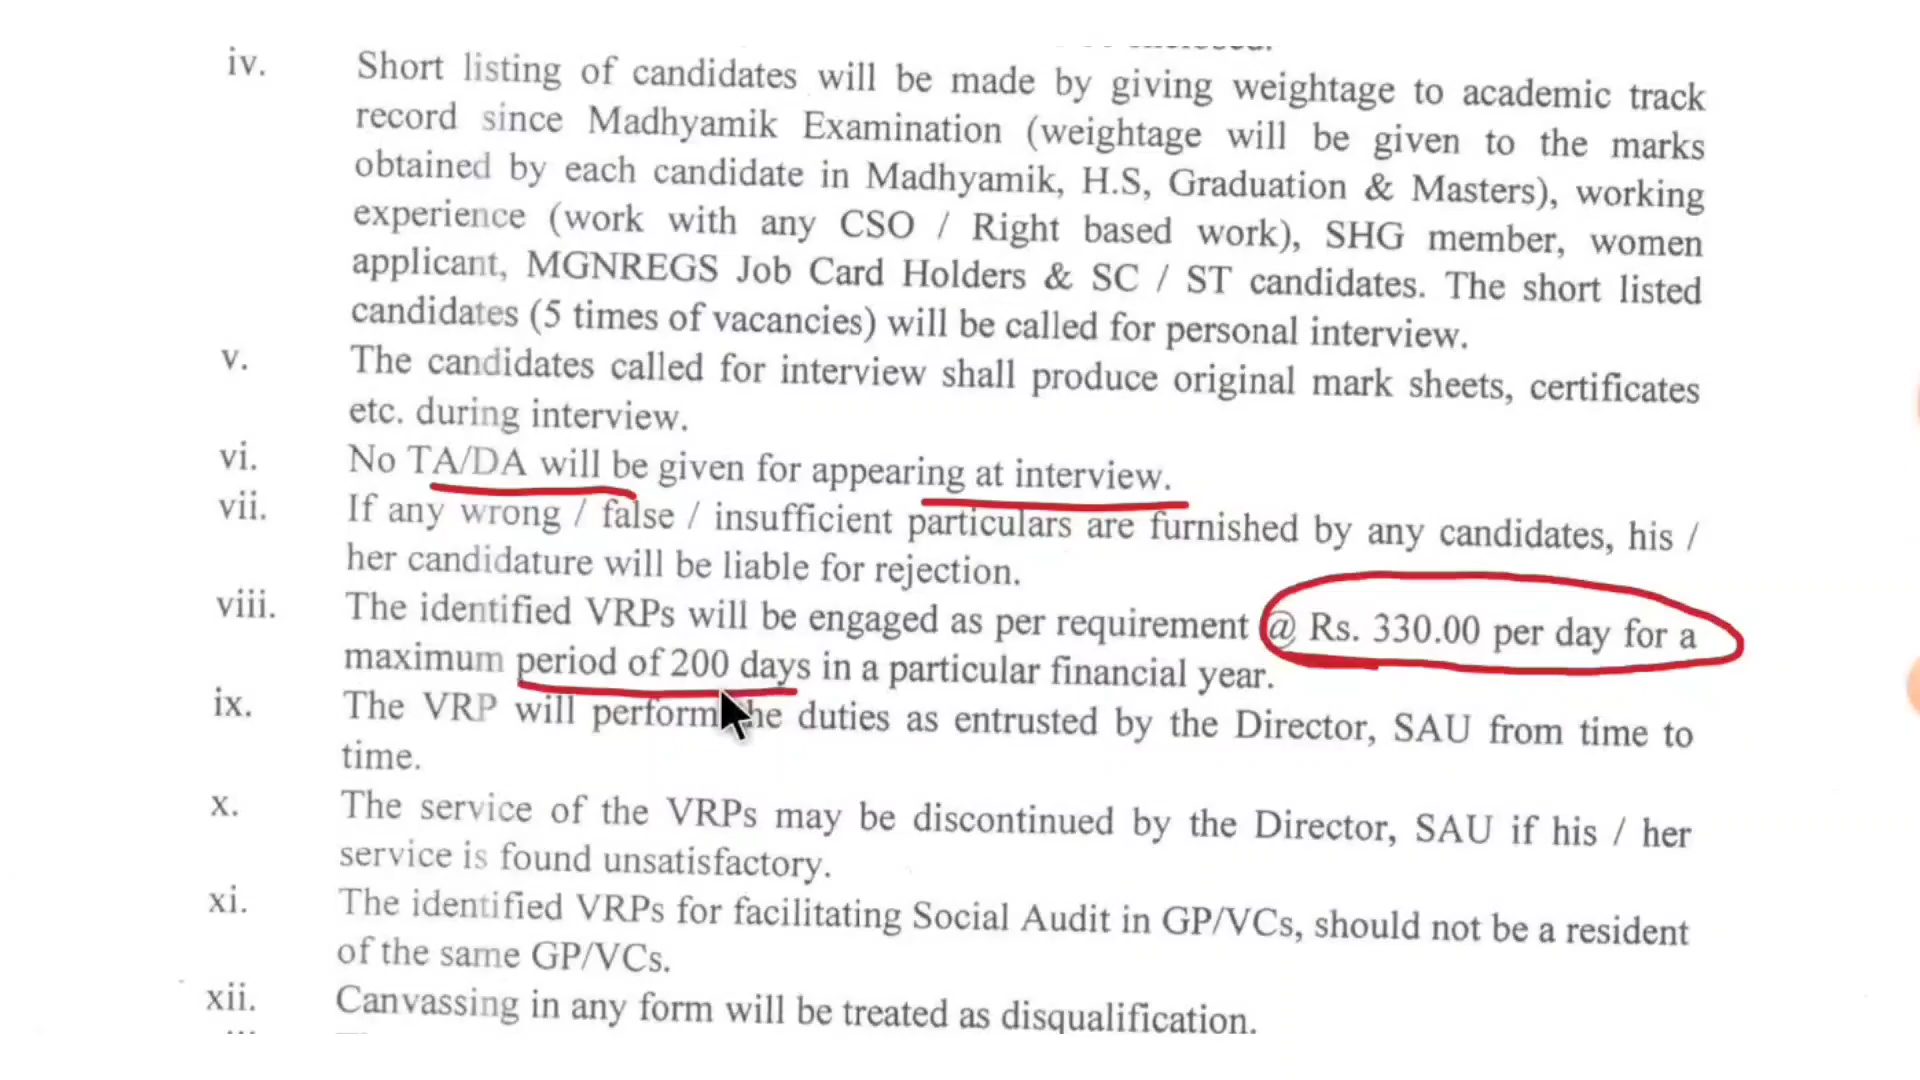 iv. Short listing of candidates will be made by giving weightage to academic track
record since Madhyamik Examination (weightage will be given to the marks
obtained by each candidate in Madhyamik, H.S, Graduation & Masters), working
experience (work with any CSO / Right based work), SHG member, women
applicant, MGNREGS Job Card Holders & SC / ST candidates. The short listed
candidates (5 times of vacancies) will be called for personal interview.
v. The candidates called for interview shall produce original mark sheets, certificates
etc. during interview.
vi. No TA/DA will be given for appearing at interview.
vii. If any wrong / false / insufficient particulars are furnished by any candidates, his /
her candidature will be liable for rejection.
viii. The identified VRPs will be engaged as per requirement @ Rs. 330.00 per day for a
maximum period of 200 days in a particular financial year.
ix. The VRP will perform the duties as entrusted by the Director, SAU from time to
time.
x. The service of the VRPs may be discontinued by the Director, SAU if his / her
service is found unsatisfactory.
xi. The identified VRPs for facilitating Social Audit in GP/VCs, should not be a resident
of the same GP/VCs.
xii. Canvassing in any form will be treated as disqualification.